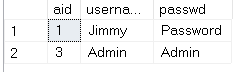 aid userna... passwd
1 1 Jimmy Password
2 3 Admin Admin